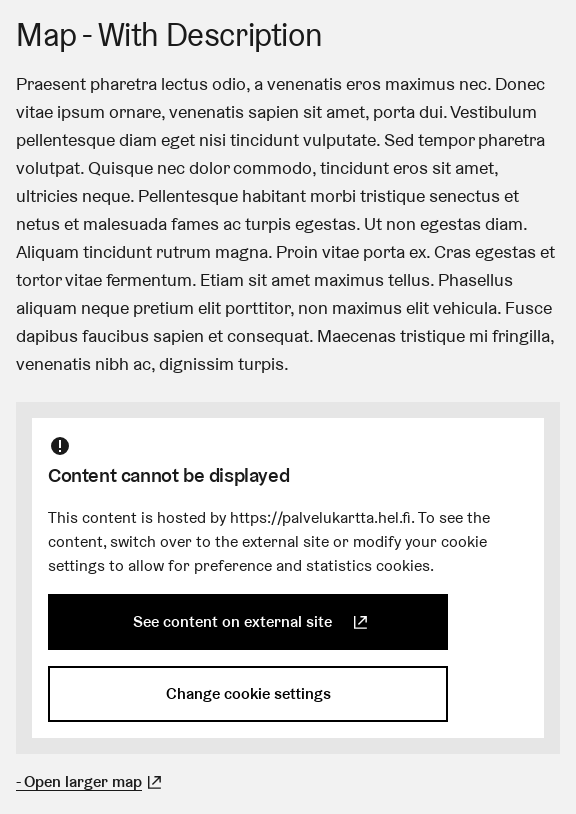 Map - With Description
Praesent pharetra lectus odio, a venenatis eros maximus nec. Donec
vitae ipsum ornare, venenatis sapien sit amet, porta dui. Vestibulum
pellentesque diam eget nisi tincidunt vulputate. Sed tempor pharetra
volutpat. Quisque nec dolor commodo, tincidunt eros sit amet,
ultricies neque. Pellentesque habitant morbi tristique senectus et
netus et malesuada fames ac turpis egestas. Ut non egestas diam.
Aliquam tincidunt rutrum magna. Proin vitae porta ex. Cras egestas et
tortor vitae fermentum. Etiam sit amet maximus tellus. Phasellus
aliquam neque pretium elit porttitor, non maximus elit vehicula. Fusce
dapibus faucibus sapien et consequat. Maecenas tristique mi fringilla,
venenatis nibh ac, dignissim turpis.
Content cannot be displayed
This content is hosted by https://palvelukartta.hel.fi. To see the
content, switch over to the external site or modify your cookie
settings to allow for preference and statistics cookies.
See content on external site
Change cookie settings
- Open larger map